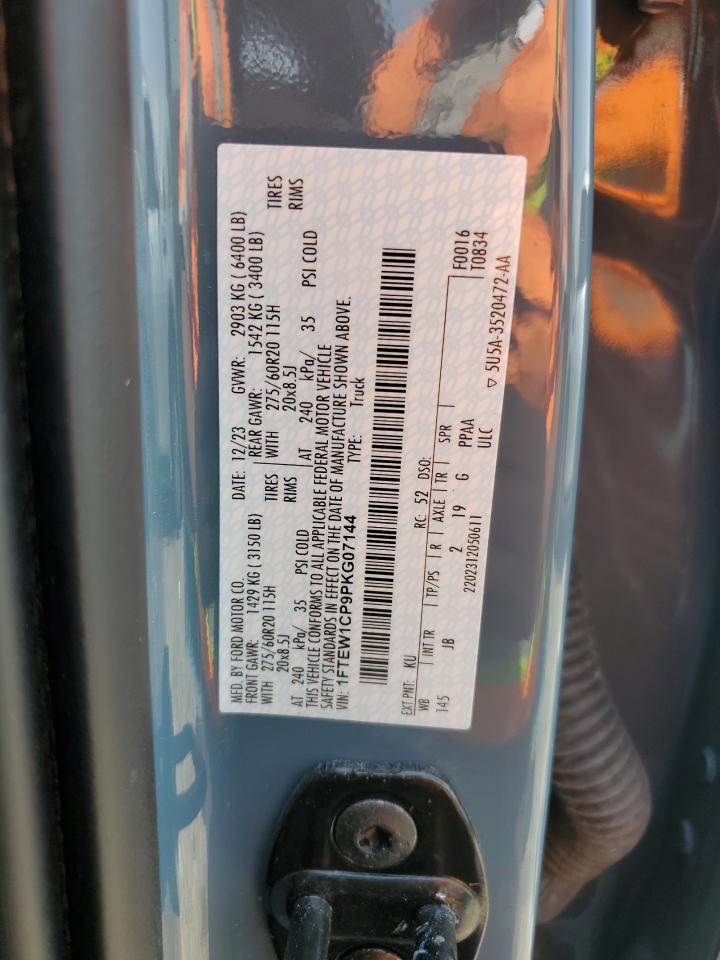 MFD. BY FORD MOTOR CO. DATE: 12/23 GVWR: 2903 KG ( 6400 LB)
FRONT GAWR: 1429 KG ( 3150 LB) REAR GAWR: 1542 KG ( 3400 LB)
WITH 275/60R20 115H TIRES WITH 275/60R20 115H TIRES
20x8.5J RIMS 20x8.5J RIMS
AT 240 kPa/ 35 PSI COLD AT 240 kPa/ 35 PSI COLD
THIS VEHICLE CONFORMS TO ALL APPLICABLE FEDERAL MOTOR VEHICLE
SAFETY STANDARDS IN EFFECT ON THE DATE OF MANUFACTURE SHOWN ABOVE.
VIN: 1FTEW1CP9PKG07144 TYPE: Truck
EXT PNT: KU RC: 52 DSO: F0016
WB INT TR TP/PS R AXLE TR SPR T0834
145 JB 2 19 G PPAA
2202312050611 ULC ▽ 5U5A-3520472-AA